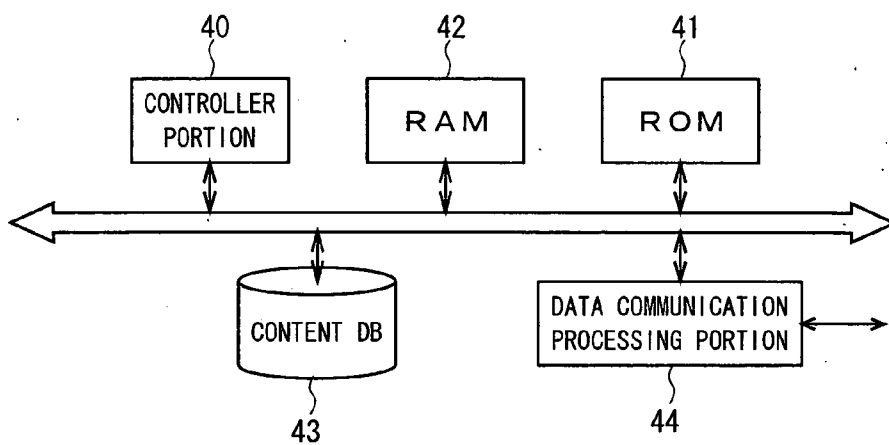 40
42
41
CONTROLLER
PORTION
RAM
ROM
CONTENT DB
DATA COMMUNICATION
PROCESSING PORTION
43
44